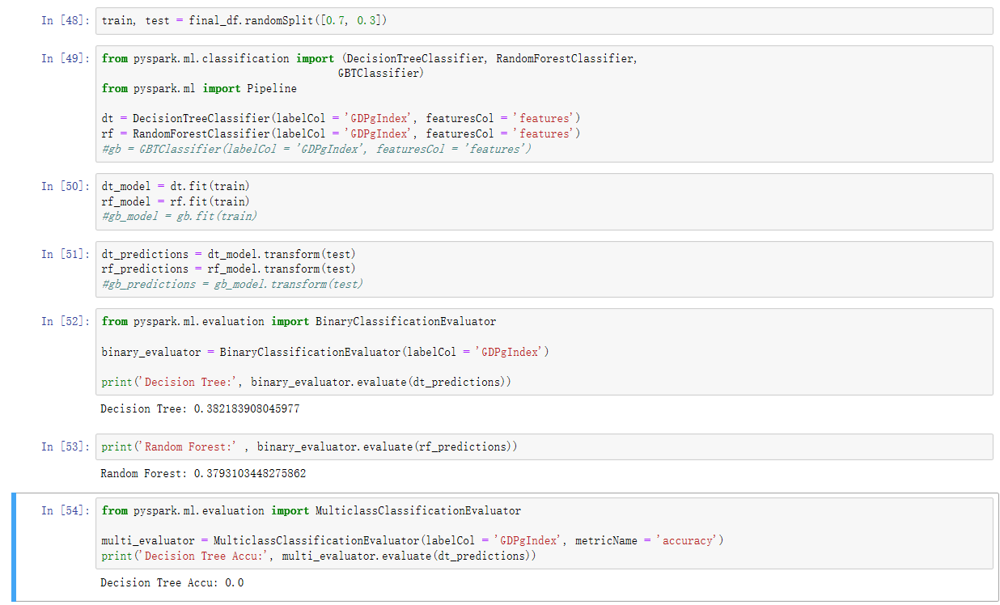 In [48]: train, test = final_df.randomSplit([0.7, 0.3])
In [49]: from pyspark.ml.classification import (DecisionTreeClassifier, RandomForestClassifier,
GBTClassifier)
from pyspark.ml import Pipeline
dt = DecisionTreeClassifier(labelCol = 'GDPgIndex', featuresCol = 'features')
rf = RandomForestClassifier(labelCol = 'GDPgIndex', featuresCol = 'features')
#gb = GBTClassifier(labelCol = 'GDPgIndex', featuresCol = 'features')
In [50]: dt_model = dt.fit(train)
rf_model = rf.fit(train)
#gb_model = gb.fit(train)
In [51]: dt_predictions = dt_model.transform(test)
rf_predictions = rf_model.transform(test)
#gb_predictions = gb_model.transform(test)
In [52]: from pyspark.ml.evaluation import BinaryClassificationEvaluator
binary_evaluator = BinaryClassificationEvaluator(labelCol = 'GDPgIndex')
print('Decision Tree:', binary_evaluator.evaluate(dt_predictions))
Decision Tree: 0.382183908045977
In [53]: print('Random Forest:' , binary_evaluator.evaluate(rf_predictions))
Random Forest: 0.3793103448275862
In [54]: from pyspark.ml.evaluation import MulticlassClassificationEvaluator
multi_evaluator = MulticlassClassificationEvaluator(labelCol = 'GDPgIndex', metricName = 'accuracy')
print('Decision Tree Accu:', multi_evaluator.evaluate(dt_predictions))
Decision Tree Accu: 0.0